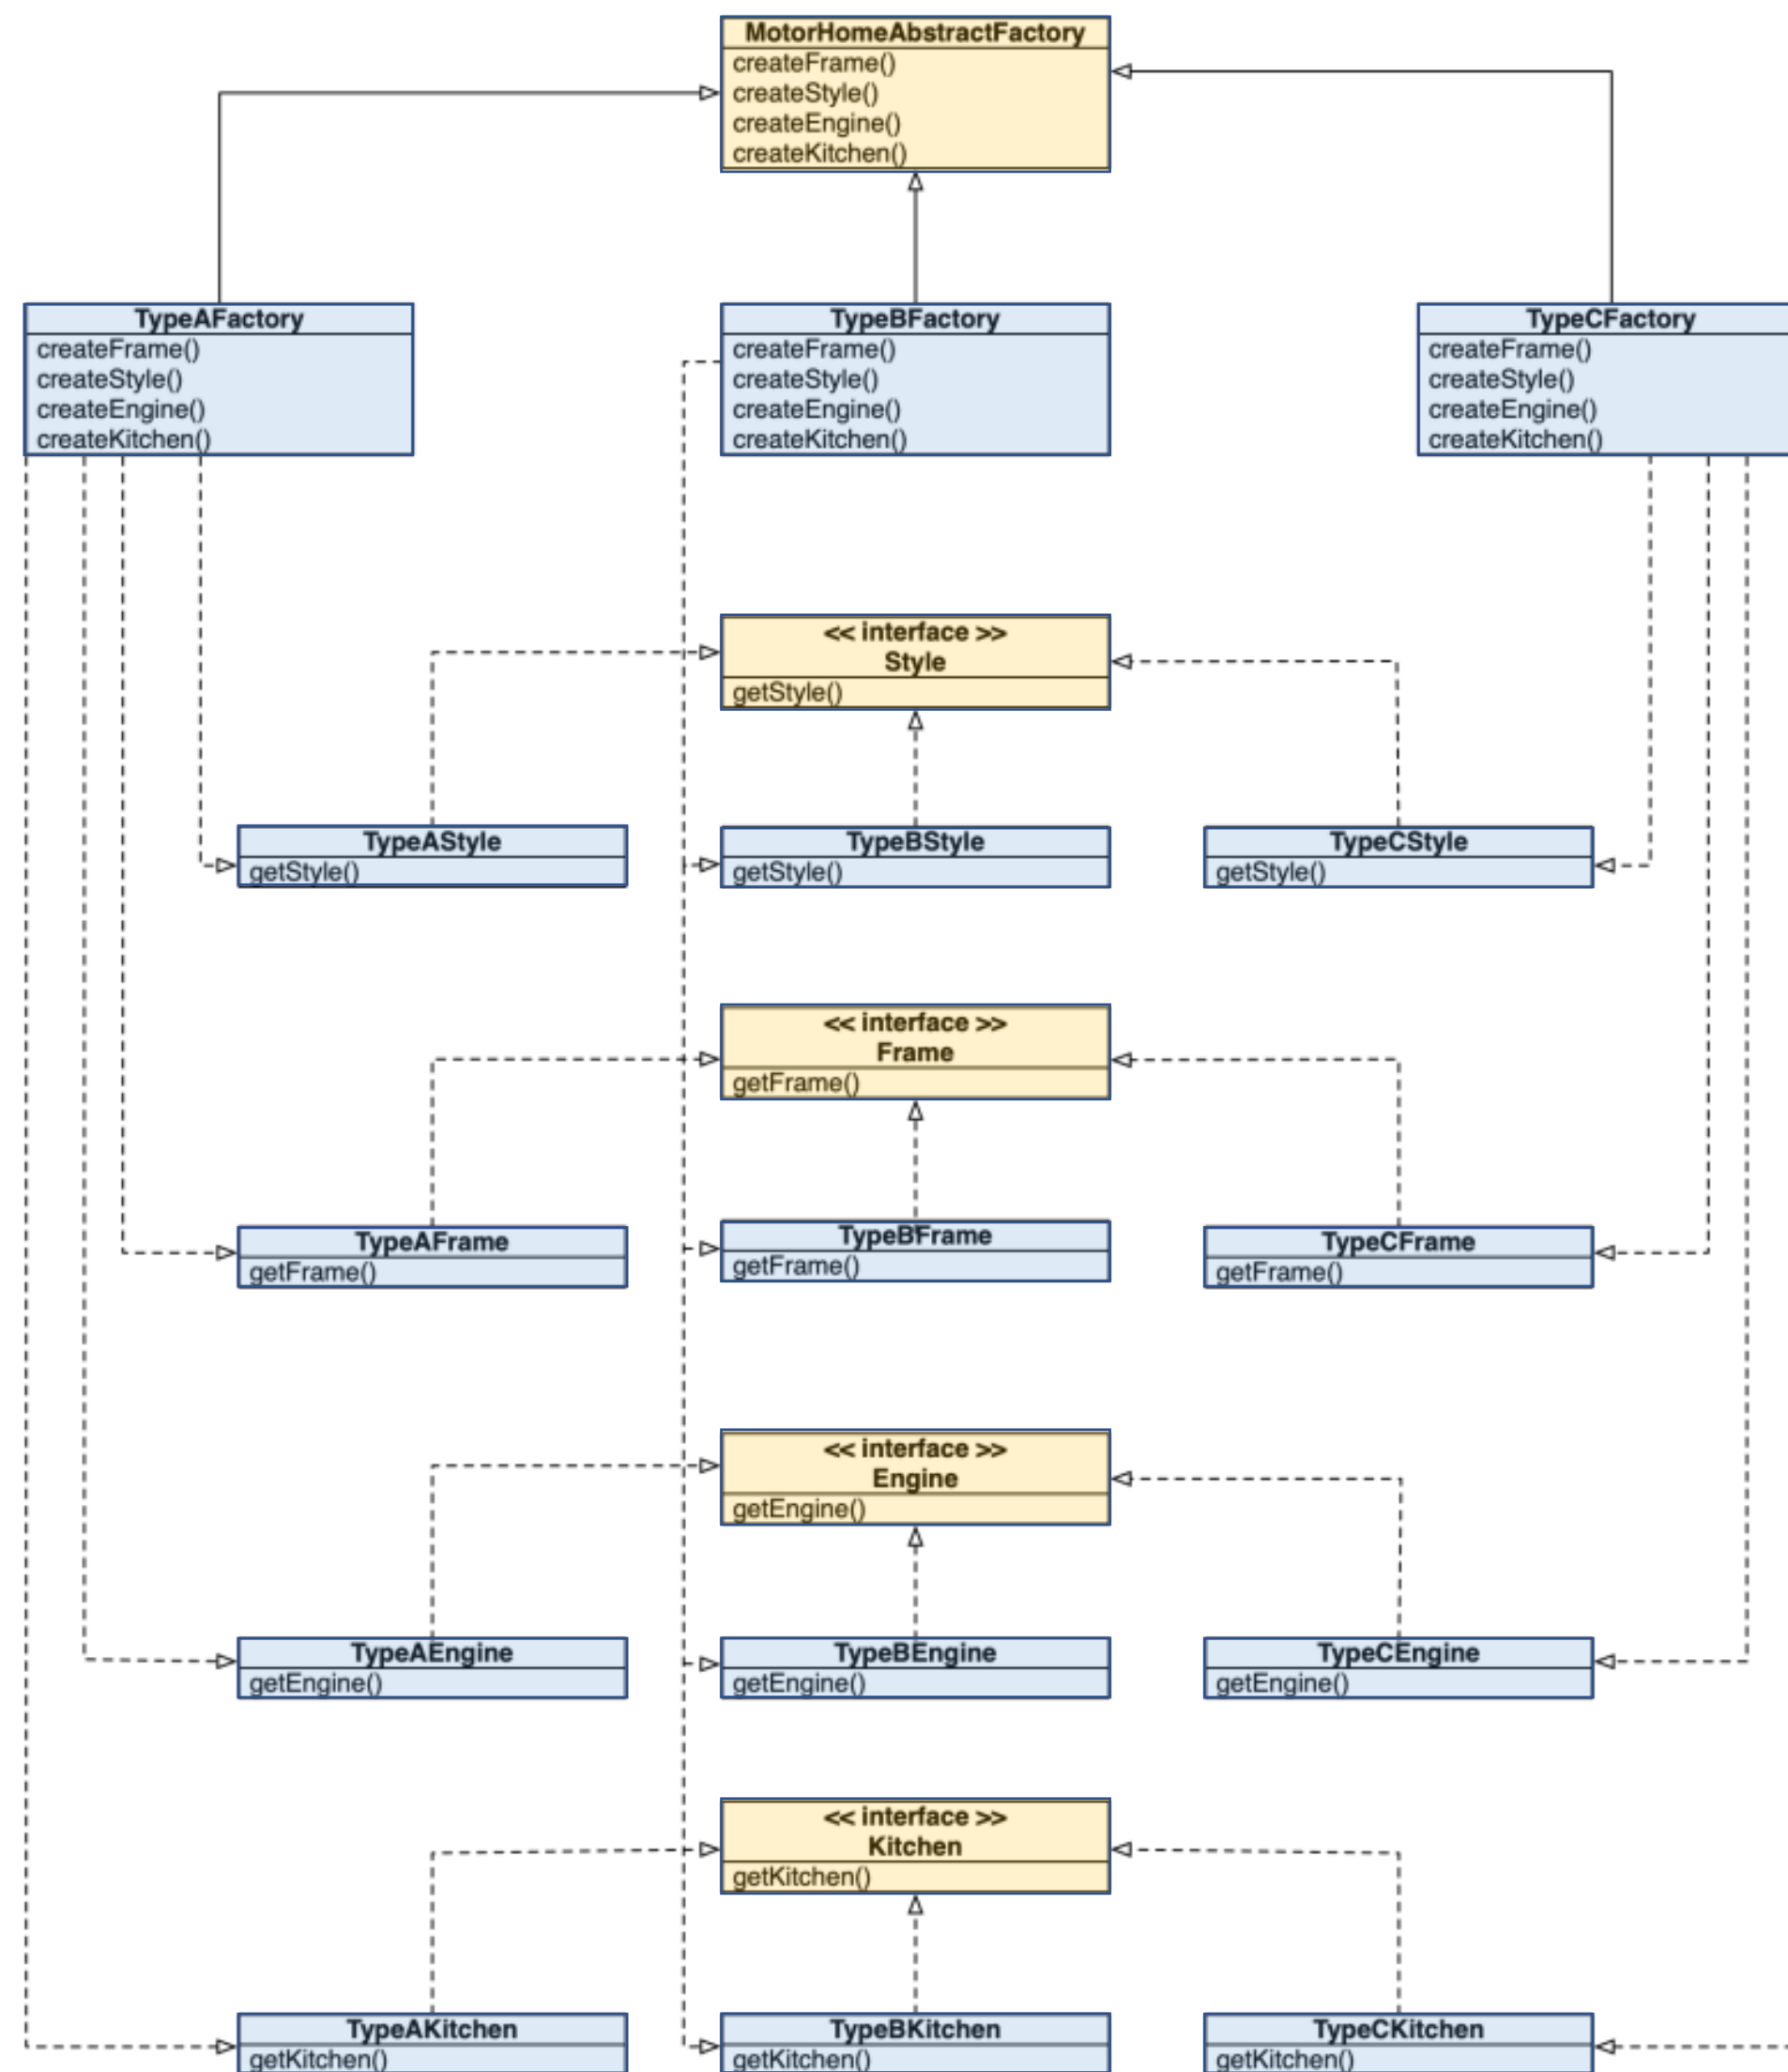 MotorHomeAbstractFactory
createFrame()
createStyle()
createEngine()
createKitchen()
TypeAFactory
createFrame()
createStyle()
createEngine()
createKitchen()
TypeBFactory
createFrame()
createStyle()
createEngine()
createKitchen()
TypeCFactory
createFrame()
createStyle()
createEngine()
createKitchen()
<< interface >>
Style
getStyle()
TypeAStyle
getStyle()
TypeBStyle
getStyle()
TypeCStyle
getStyle()
<< interface >>
Frame
getFrame()
TypeAFrame
getFrame()
TypeBFrame
getFrame()
TypeCFrame
getFrame()
<< interface >>
Engine
getEngine()
TypeAEngine
getEngine()
TypeBEngine
getEngine()
TypeCEngine
getEngine()
<< interface >>
Kitchen
getKitchen()
TypeAKitchen
getKitchen()
TypeBKitchen
getKitchen()
TypeCKitchen
getKitchen()